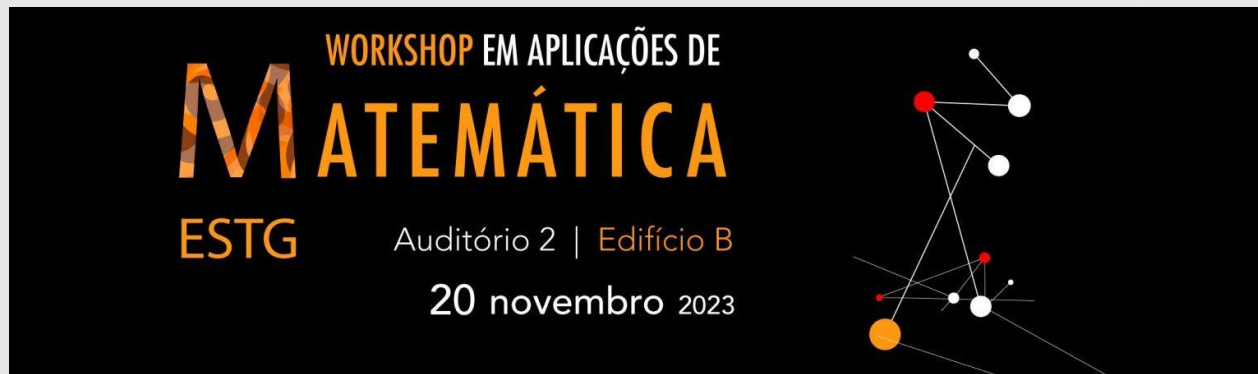 WORKSHOP EM APLICAÇÕES DE
MATEMÁTICA
ESTG
Auditório 2 | Edifício B
20 novembro 2023